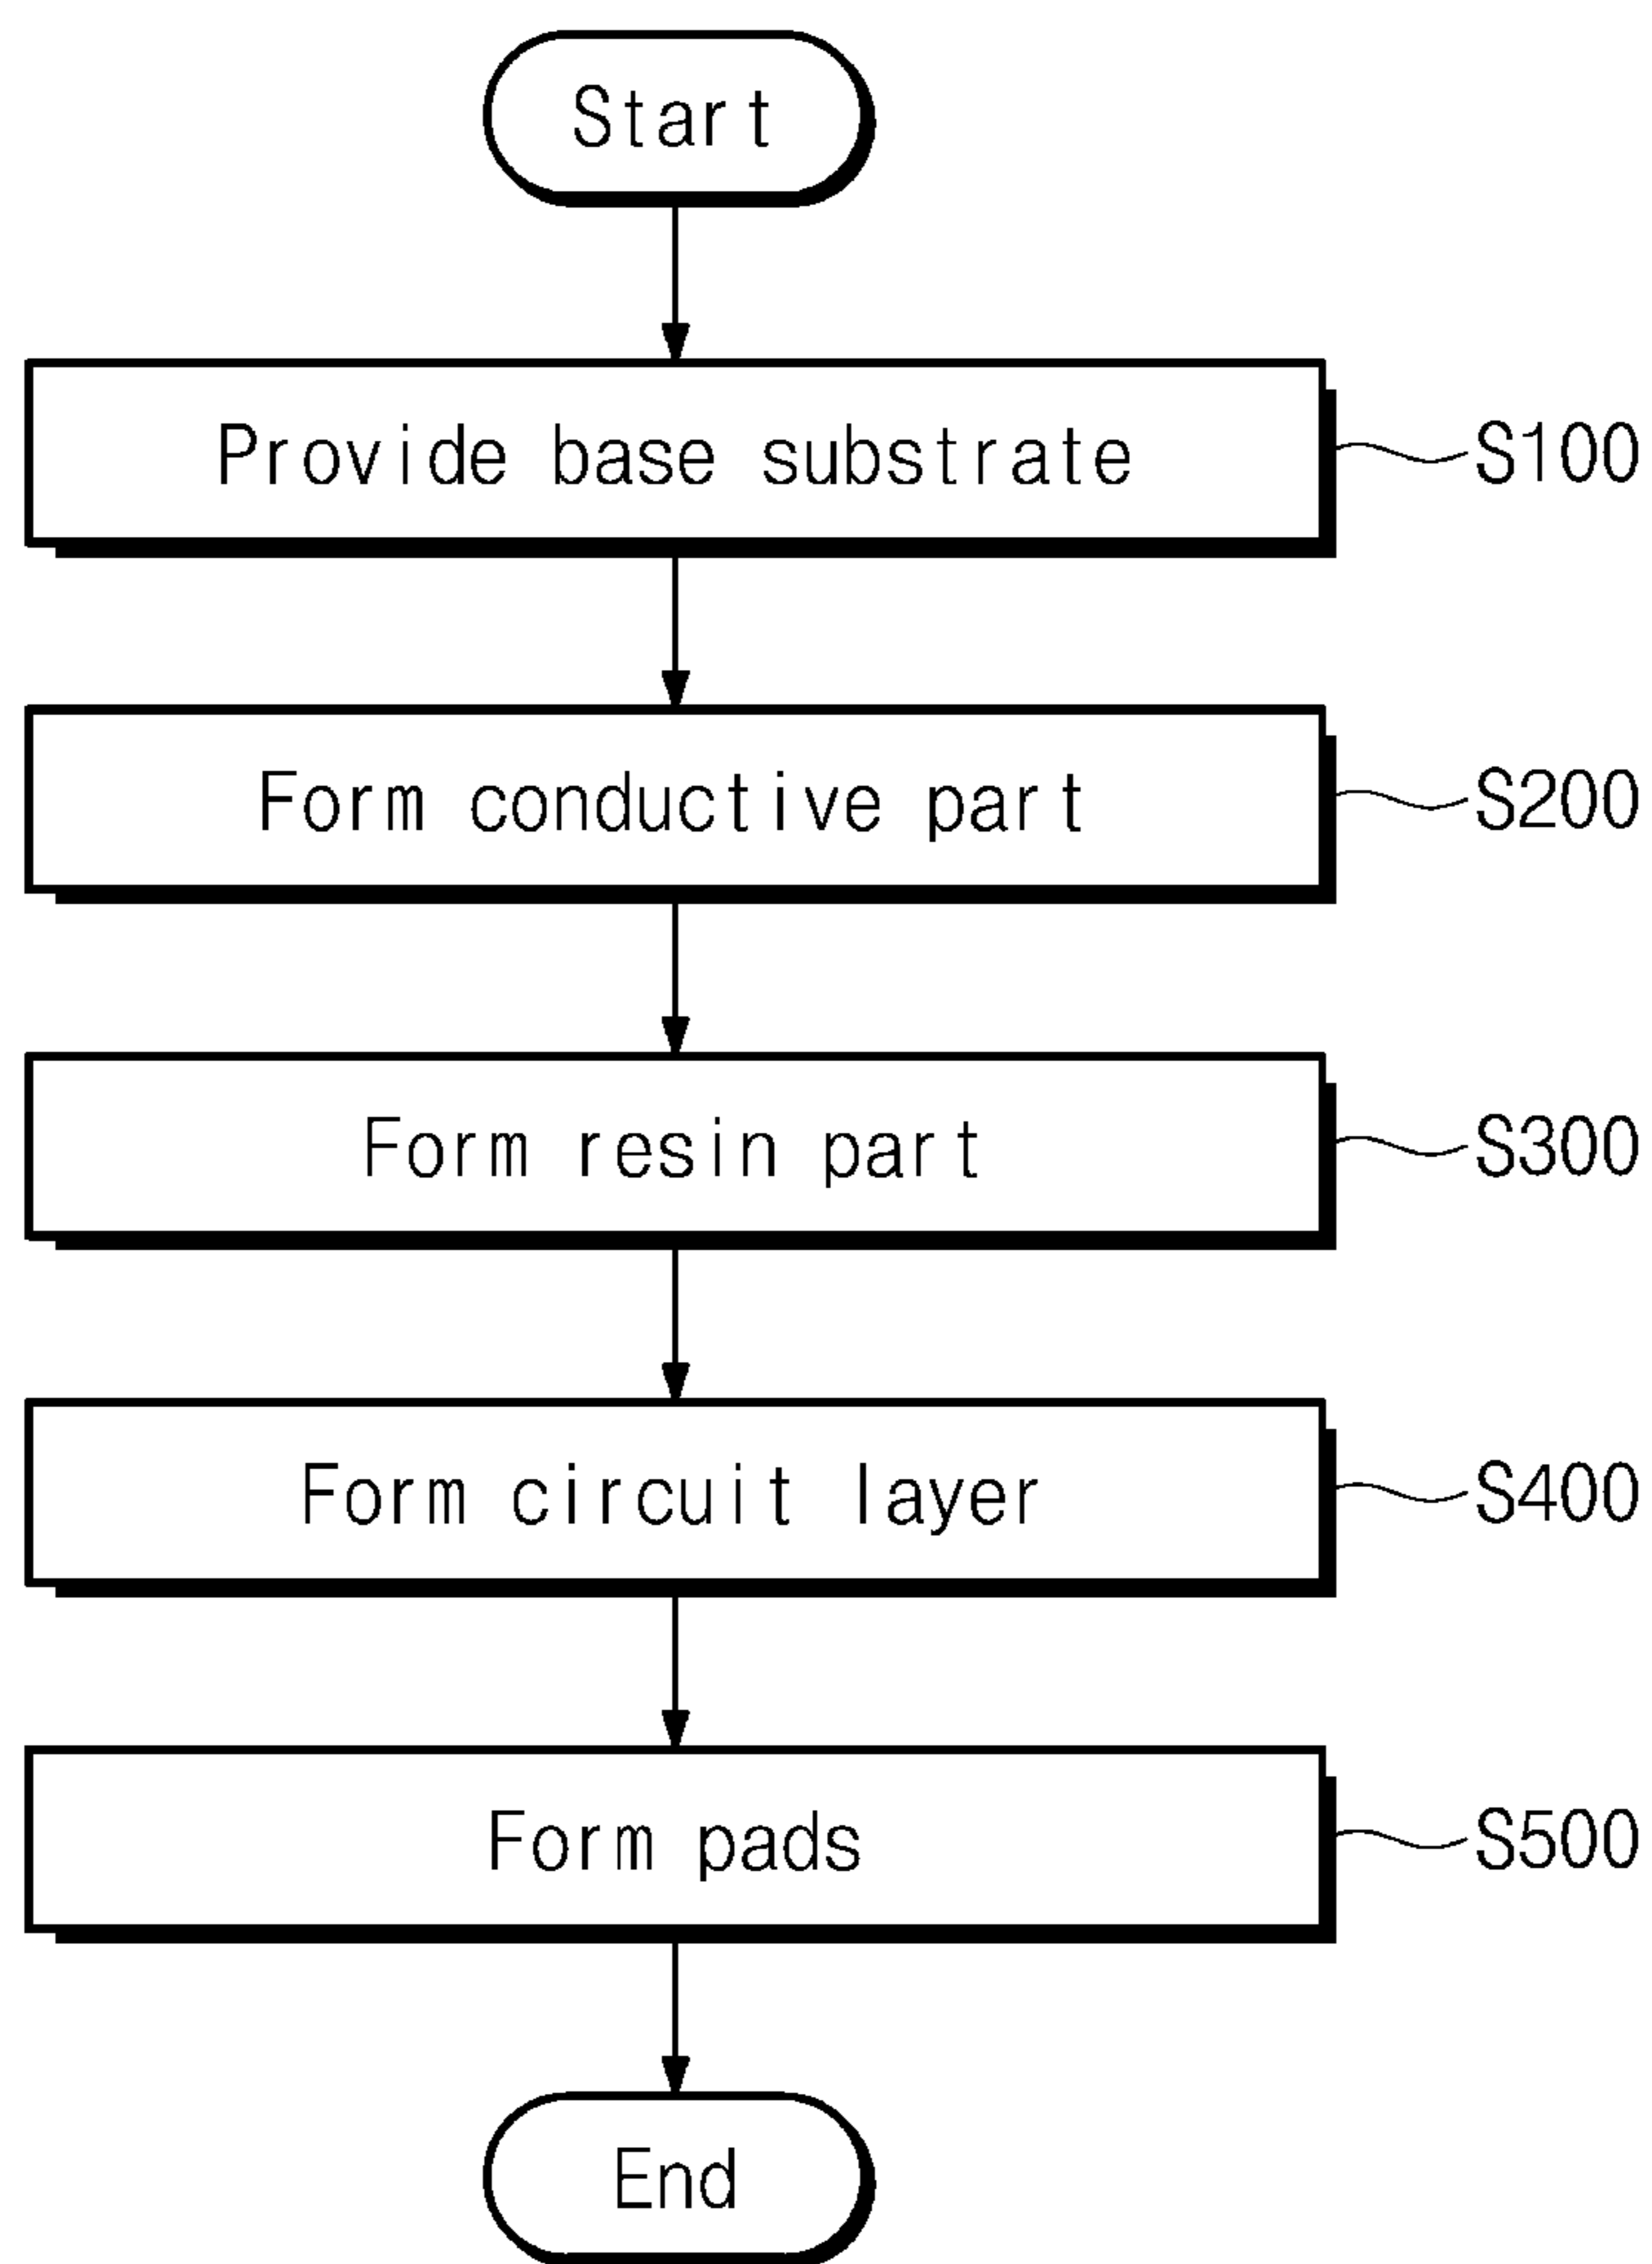 Start
Provide base substrate
S100
Form conductive part
S200
Form resin part
S300
Form circuit layer
S400
Form pads
S500
End